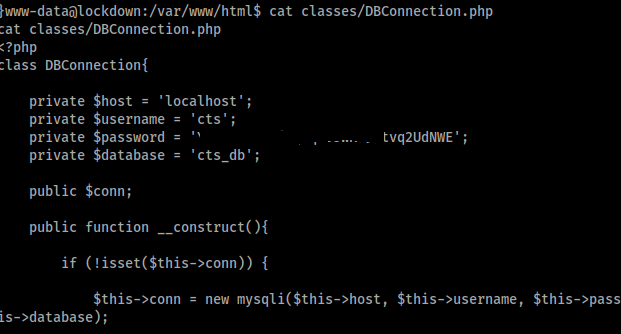 }www-data@lockdown:/var/www/html$ cat classes/DBConnection.php
cat classes/DBConnection.php
<?php
class DBConnection{
private $host = 'localhost';
private $username = 'cts';
private $password = ' tvq2UdNWE';
private $database = 'cts_db';
public $conn;
public function __construct(){
if (!isset($this->conn)) {
$this->conn = new mysqli($this->host, $this->username, $this->pass
is->database);